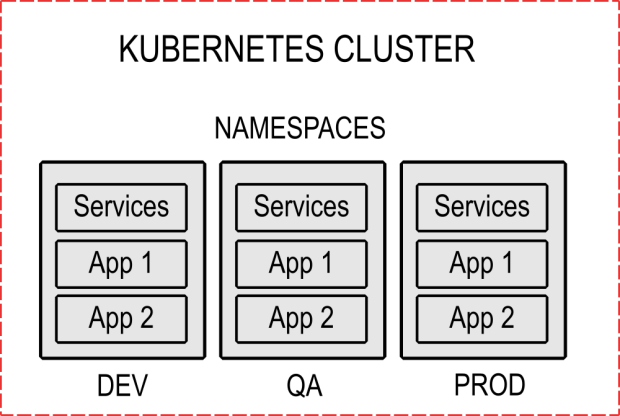 KUBERNETES CLUSTER
NAMESPACES
Services
App 1
App 2
DEV
Services
App 1
App 2
QA
Services
App 1
App 2
PROD